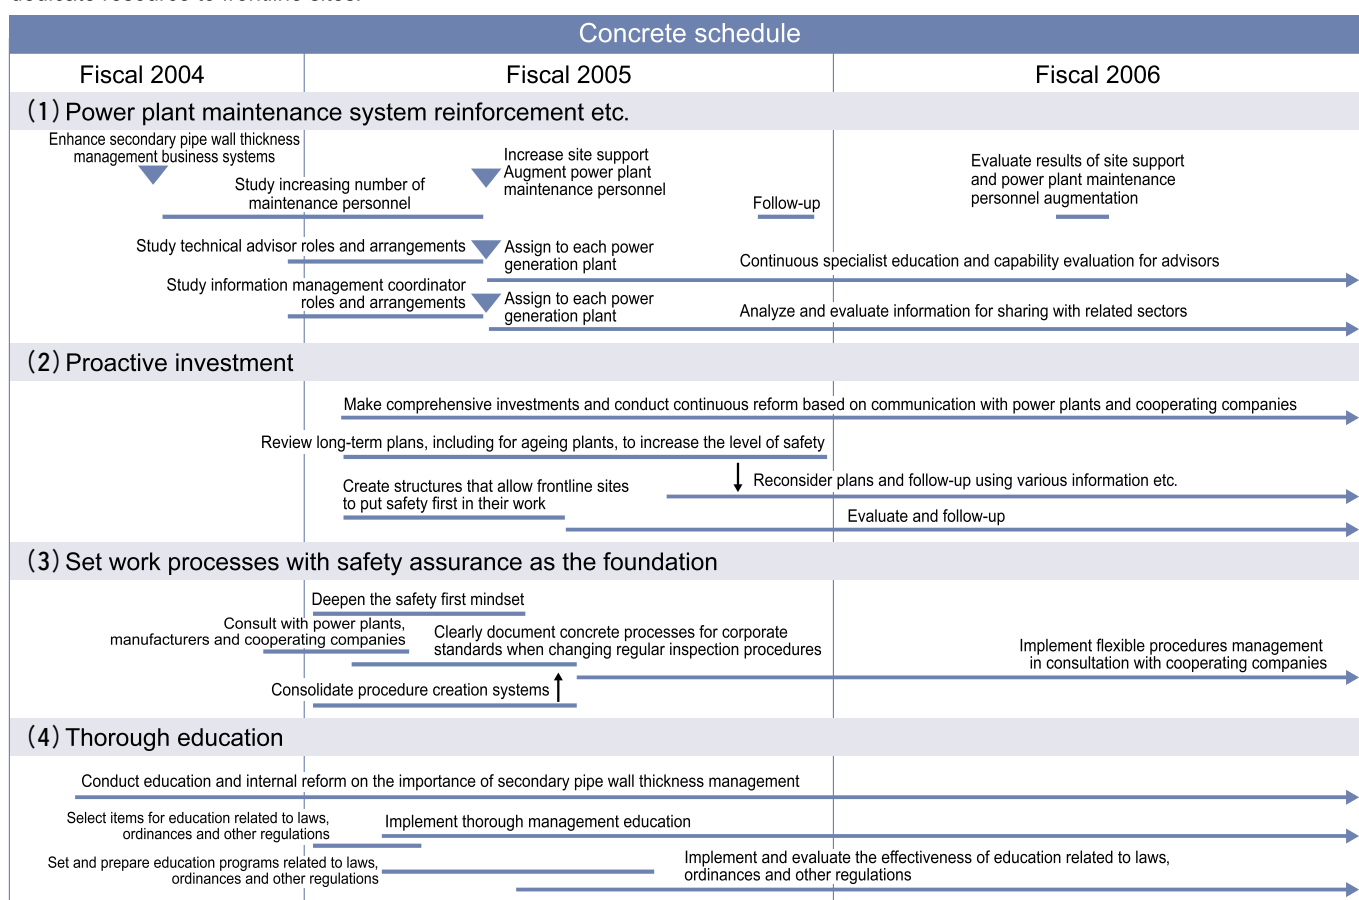 dedicate resource to frontline sites.
Concrete schedule
Fiscal 2004
Fiscal 2005
Fiscal 2006
(1) Power plant maintenance system reinforcement etc.
Enhance secondary pipe wall thickness
management business systems
Increase site support
Augment power plant
maintenance personnel
Evaluate results of site support
and power plant maintenance
personnel augmentation
Study increasing number of
maintenance personnel
Follow-up
Study technical advisor roles and arrangements
Assign to each power
generation plant
Continuous specialist education and capability evaluation for advisors
Study information management coordinator
roles and arrangements
Assign to each power
generation plant
Analyze and evaluate information for sharing with related sectors
(2) Proactive investment
Make comprehensive investments and conduct continuous reform based on communication with power plants and cooperating companies
Review long-term plans, including for ageing plants, to increase the level of safety
Reconsider plans and follow-up using various information etc.
Create structures that allow frontline sites
to put safety first in their work
Evaluate and follow-up
(3) Set work processes with safety assurance as the foundation
Deepen the safety first mindset
Consult with power plants,
manufacturers and cooperating companies
Clearly document concrete processes for corporate
standards when changing regular inspection procedures
Implement flexible procedures management
in consultation with cooperating companies
Consolidate procedure creation systems
(4) Thorough education
Conduct education and internal reform on the importance of secondary pipe wall thickness management
Select items for education related to laws,
ordinances and other regulations
Implement thorough management education
Set and prepare education programs related to laws,
ordinances and other regulations
Implement and evaluate the effectiveness of education related to laws,
ordinances and other regulations